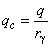 q_c = q / r_γ